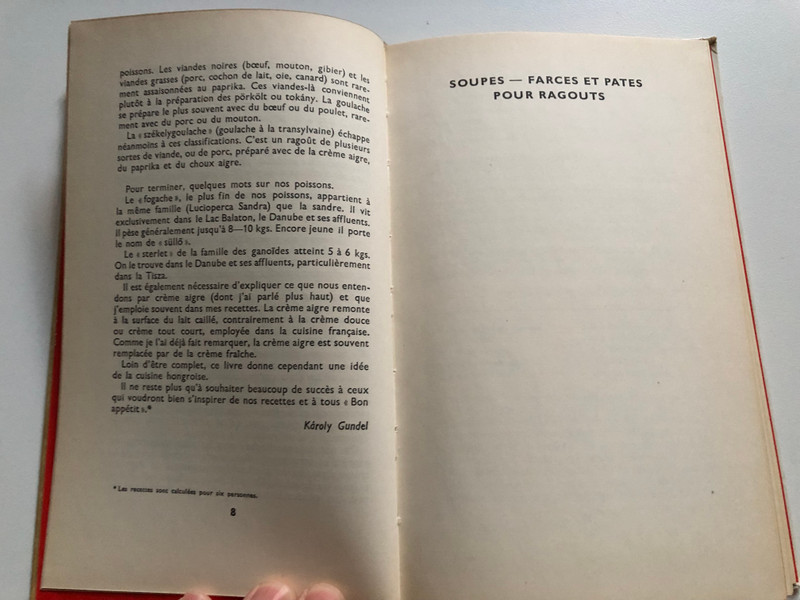 poissons. Les viandes noires (bœuf, mouton, gibier) et les
viandes grasses (porc, cochon de lait, oie, canard) sont rare-
ment assaisonnées au paprika. Ces viandes-là conviennent
plutôt à la préparation des pörkölt ou tokány. La goulache
se prépare le plus souvent avec du bœuf ou du poulet, rare-
ment avec du porc ou du mouton.
La « székelygoulache » (goulache à la transylvaine) échappe
néanmoins à ces classifications. C'est un ragoût de plusieurs
sortes de viande, ou de porc, préparé avec de la crème aigre,
du paprika et du choux aigre.
Pour terminer, quelques mots sur nos poissons.
Le « fogache », le plus fin de nos poissons, appartient à
la même famille (Lucioperca Sandra) que la sandre. Il vit
exclusivement dans le Lac Balaton, le Danube et ses affluents.
Il pèse généralement jusqu'à 8—10 kgs. Encore jeune il porte
le nom de « süllő ».
Le « sterlet » de la famille des ganoïdes atteint 5 à 6 kgs.
On le trouve dans le Danube et ses affluents, particulièrement
dans la Tisza.
Il est également nécessaire d'expliquer ce que nous enten-
dons par crème aigre (dont j'ai parlé plus haut) et que
j'emploie souvent dans mes recettes. La crème aigre remonte
à la surface du lait caillé, contrairement à la crème douce
ou crème tout court, employée dans la cuisine française.
Comme je l'ai déjà fait remarquer, la crème aigre est souvent
remplacée par de la crème fraîche.
Loin d'être complet, ce livre donne cependant une idée
de la cuisine hongroise.
Il ne reste plus qu'à souhaiter beaucoup de succès à ceux
qui voudront bien s'inspirer de nos recettes et à tous « Bon
appétit ».*
Károly Gundel
* Les recettes sont calculées pour six personnes.
8
SOUPES — FARCES ET PATES
POUR RAGOUTS